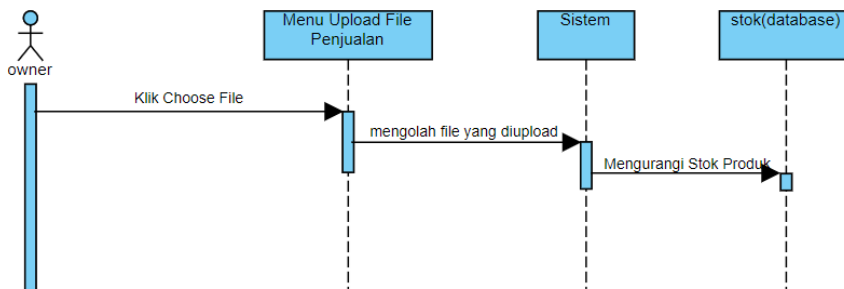 Menu Upload File
Penjualan
Sistem
stok(database)
owner
Klik Choose File
mengolah file yang diupload
Mengurangi Stok Produk